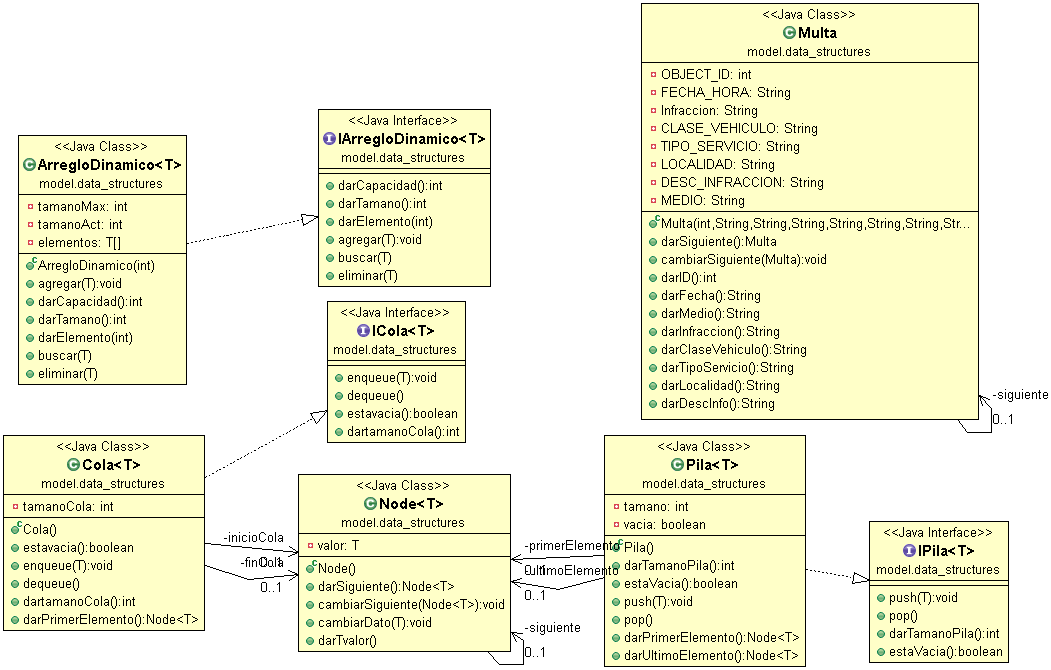 <<Java Class>>
Multa
model.data_structures
OBJECT_ID: int
FECHA_HORA: String
Infraccion: String
CLASE_VEHICULO: String
TIPO_SERVICIO: String
LOCALIDAD: String
DESC_INFRACCION: String
MEDIO: String
Multa(int,String,String,String,String,String,String,Str...
darSiguiente():Multa
cambiarSiguiente(Multa):void
darID():int
darFecha():String
darMedio():String
darInfraccion():String
darClaseVehiculo():String
darTipoServicio():String
darLocalidad():String
darDescInfo():String
-siguiente
0..1
<<Java Interface>>
IArregloDinamico<T>
model.data_structures
darCapacidad():int
darTamano():int
darElemento(int)
agregar(T):void
buscar(T)
eliminar(T)
<<Java Class>>
ArregloDinamico<T>
model.data_structures
tamanoMax: int
tamanoAct: int
elementos: T[]
ArregloDinamico(int)
agregar(T):void
darCapacidad():int
darTamano():int
darElemento(int)
buscar(T)
eliminar(T)
<<Java Interface>>
ICola<T>
model.data_structures
enqueue(T):void
dequeue()
estavacia():boolean
dartamanoCola():int
<<Java Class>>
Cola<T>
model.data_structures
tamanoCola: int
Cola()
estavacia():boolean
enqueue(T):void
dequeue()
dartamanoCola():int
darPrimerElemento():Node<T>
-inicioCola
-finCola
0..1
<<Java Class>>
Node<T>
model.data_structures
valor: T
Node()
darSiguiente():Node<T>
cambiarSiguiente(Node<T>):void
cambiarDato(T):void
darTvalor()
-siguiente
0..1
-primerElemento
-ultimoElemento
0..1
<<Java Class>>
Pila<T>
model.data_structures
tamano: int
vacia: boolean
Pila()
darTamanoPila():int
estaVacia():boolean
push(T):void
pop()
darPrimerElemento():Node<T>
darUltimoElemento():Node<T>
<<Java Interface>>
IPila<T>
model.data_structures
push(T):void
pop()
darTamanoPila():int
estaVacia():boolean